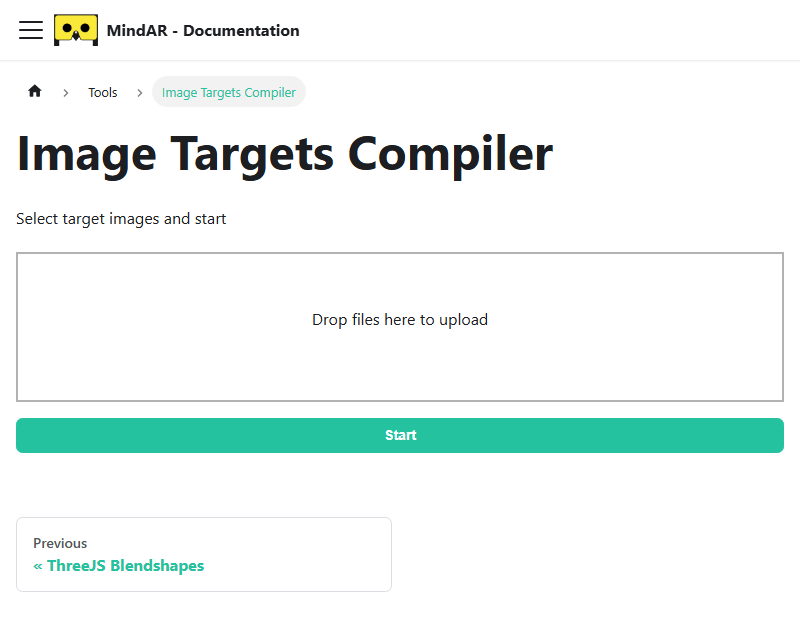 MindAR - Documentation
Tools
Image Targets Compiler
Image Targets Compiler
Select target images and start
Drop files here to upload
Start
Previous
« ThreeJS Blendshapes